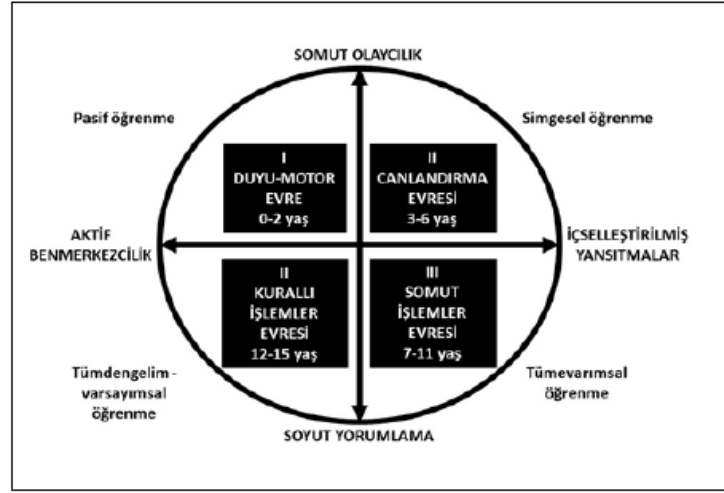 SOMUT OLAYCILIK
Pasif öğrenme
Simgesel öğrenme
I
DUYU-MOTOR
EVRE
0-2 yaş
II
CANLANDIRMA
EVRESİ
3-6 yaş
AKTİF
BENMERKEZCİLİK
İÇSELLEŞTİRİLMİŞ
YANSITMALAR
II
KURALLI
İŞLEMLER
EVRESİ
12-15 yaş
III
SOMUT
İŞLEMLER
EVRESİ
7-11 yaş
Tümdengelim-
varsayımsal
öğrenme
Tümevarımsal
öğrenme
SOYUT YORUMLAMA